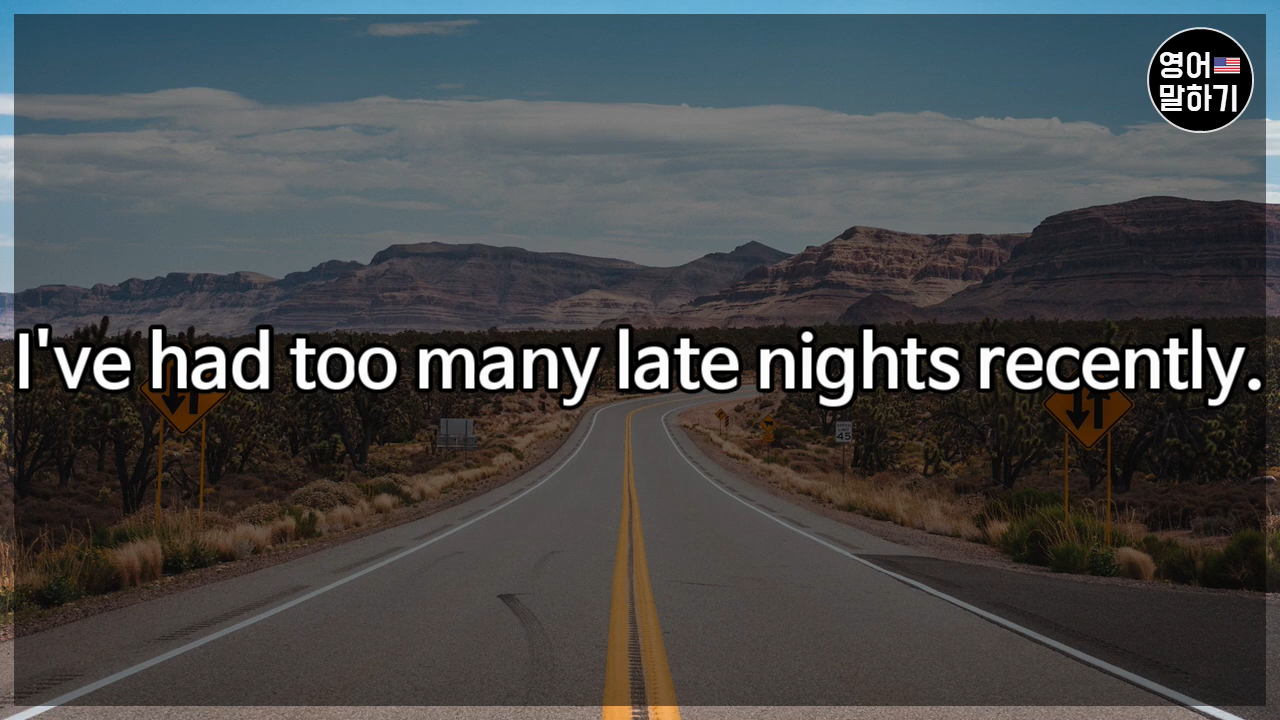 영어
말하기
I've had too many late nights recently.
45